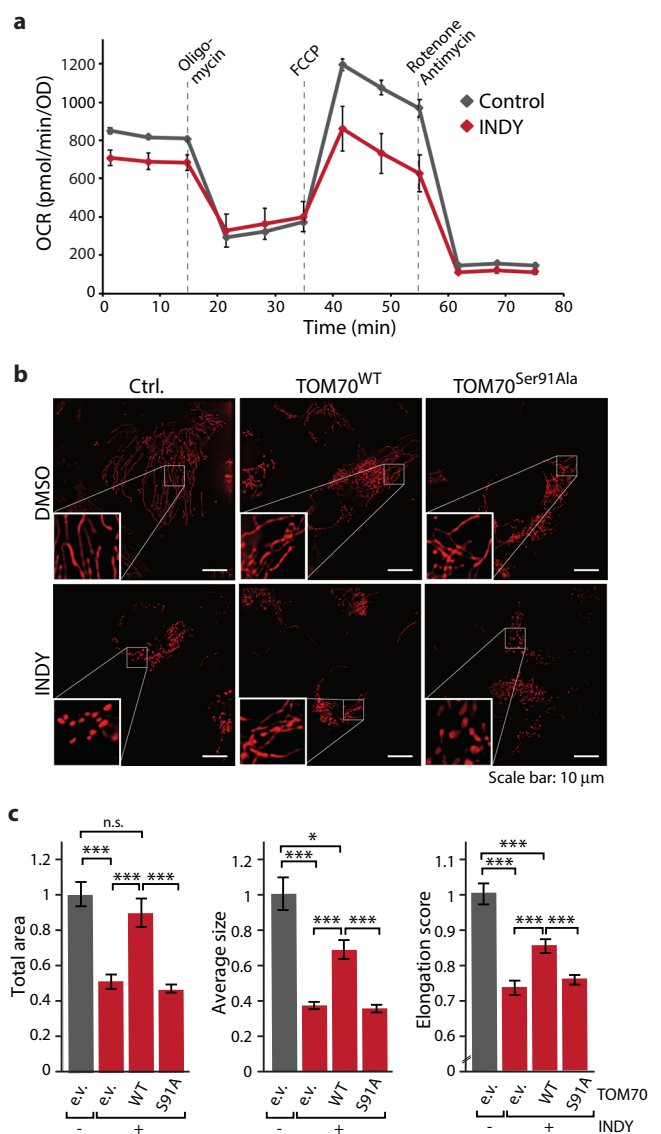 a
Oligo-
mycin
FCCP
Rotenone
Antimycin
1200
1000
800
600
400
200
0
OCR (pmol/min/OD)
Control
INDY
0 10 20 30 40 50 60 70 80
Time (min)
b
Ctrl. TOM70WT TOM70Ser91Ala
DMSO
INDY
Scale bar: 10 μm
c
n.s.
***
*** ***
1.2
1
0.8
0.6
0.4
0.2
0
Total area
e.v. e.v. WT S91A
- +
*
***
*** ***
1.2
1
0.8
0.6
0.4
0.2
0
Average size
e.v. e.v. WT S91A
- +
***
***
*** ***
1.1
1
0.9
0.8
0.7
0.6
0
Elongation score
e.v. e.v. WT S91A TOM70
- + INDY